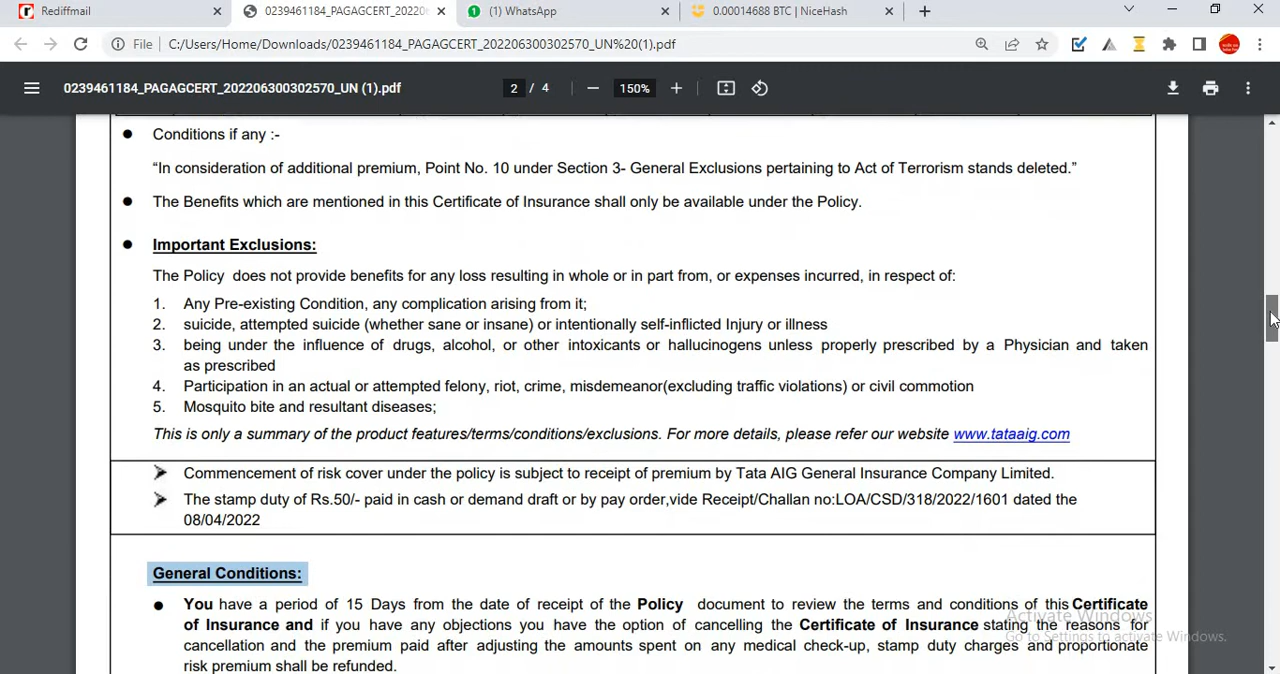 Rediffmail
0239461184_PAGAGCERT_20220
(1) WhatsApp
0.00014688 BTC | NiceHash
File
C:/Users/Home/Downloads/0239461184_PAGAGCERT_202206300302570_UN%20(1).pdf
0239461184_PAGAGCERT_202206300302570_UN (1).pdf
2 / 4
150%
● Conditions if any :-
“In consideration of additional premium, Point No. 10 under Section 3- General Exclusions pertaining to Act of Terrorism stands deleted.”
● The Benefits which are mentioned in this Certificate of Insurance shall only be available under the Policy.
● Important Exclusions:
The Policy does not provide benefits for any loss resulting in whole or in part from, or expenses incurred, in respect of:
1. Any Pre-existing Condition, any complication arising from it;
2. suicide, attempted suicide (whether sane or insane) or intentionally self-inflicted Injury or illness
3. being under the influence of drugs, alcohol, or other intoxicants or hallucinogens unless properly prescribed by a Physician and taken
as prescribed
4. Participation in an actual or attempted felony, riot, crime, misdemeanor(excluding traffic violations) or civil commotion
5. Mosquito bite and resultant diseases;
This is only a summary of the product features/terms/conditions/exclusions. For more details, please refer our website www.tataaig.com
➢ Commencement of risk cover under the policy is subject to receipt of premium by Tata AIG General Insurance Company Limited.
➢ The stamp duty of Rs.50/- paid in cash or demand draft or by pay order,vide Receipt/Challan no:LOA/CSD/318/2022/1601 dated the
08/04/2022
General Conditions:
● You have a period of 15 Days from the date of receipt of the Policy document to review the terms and conditions of this Certificate
of Insurance and if you have any objections you have the option of cancelling the Certificate of Insurance stating the reasons for
cancellation and the premium paid after adjusting the amounts spent on any medical check-up, stamp duty charges and proportionate
risk premium shall be refunded.
Activate Windows
Go to Settings to activate Windows.